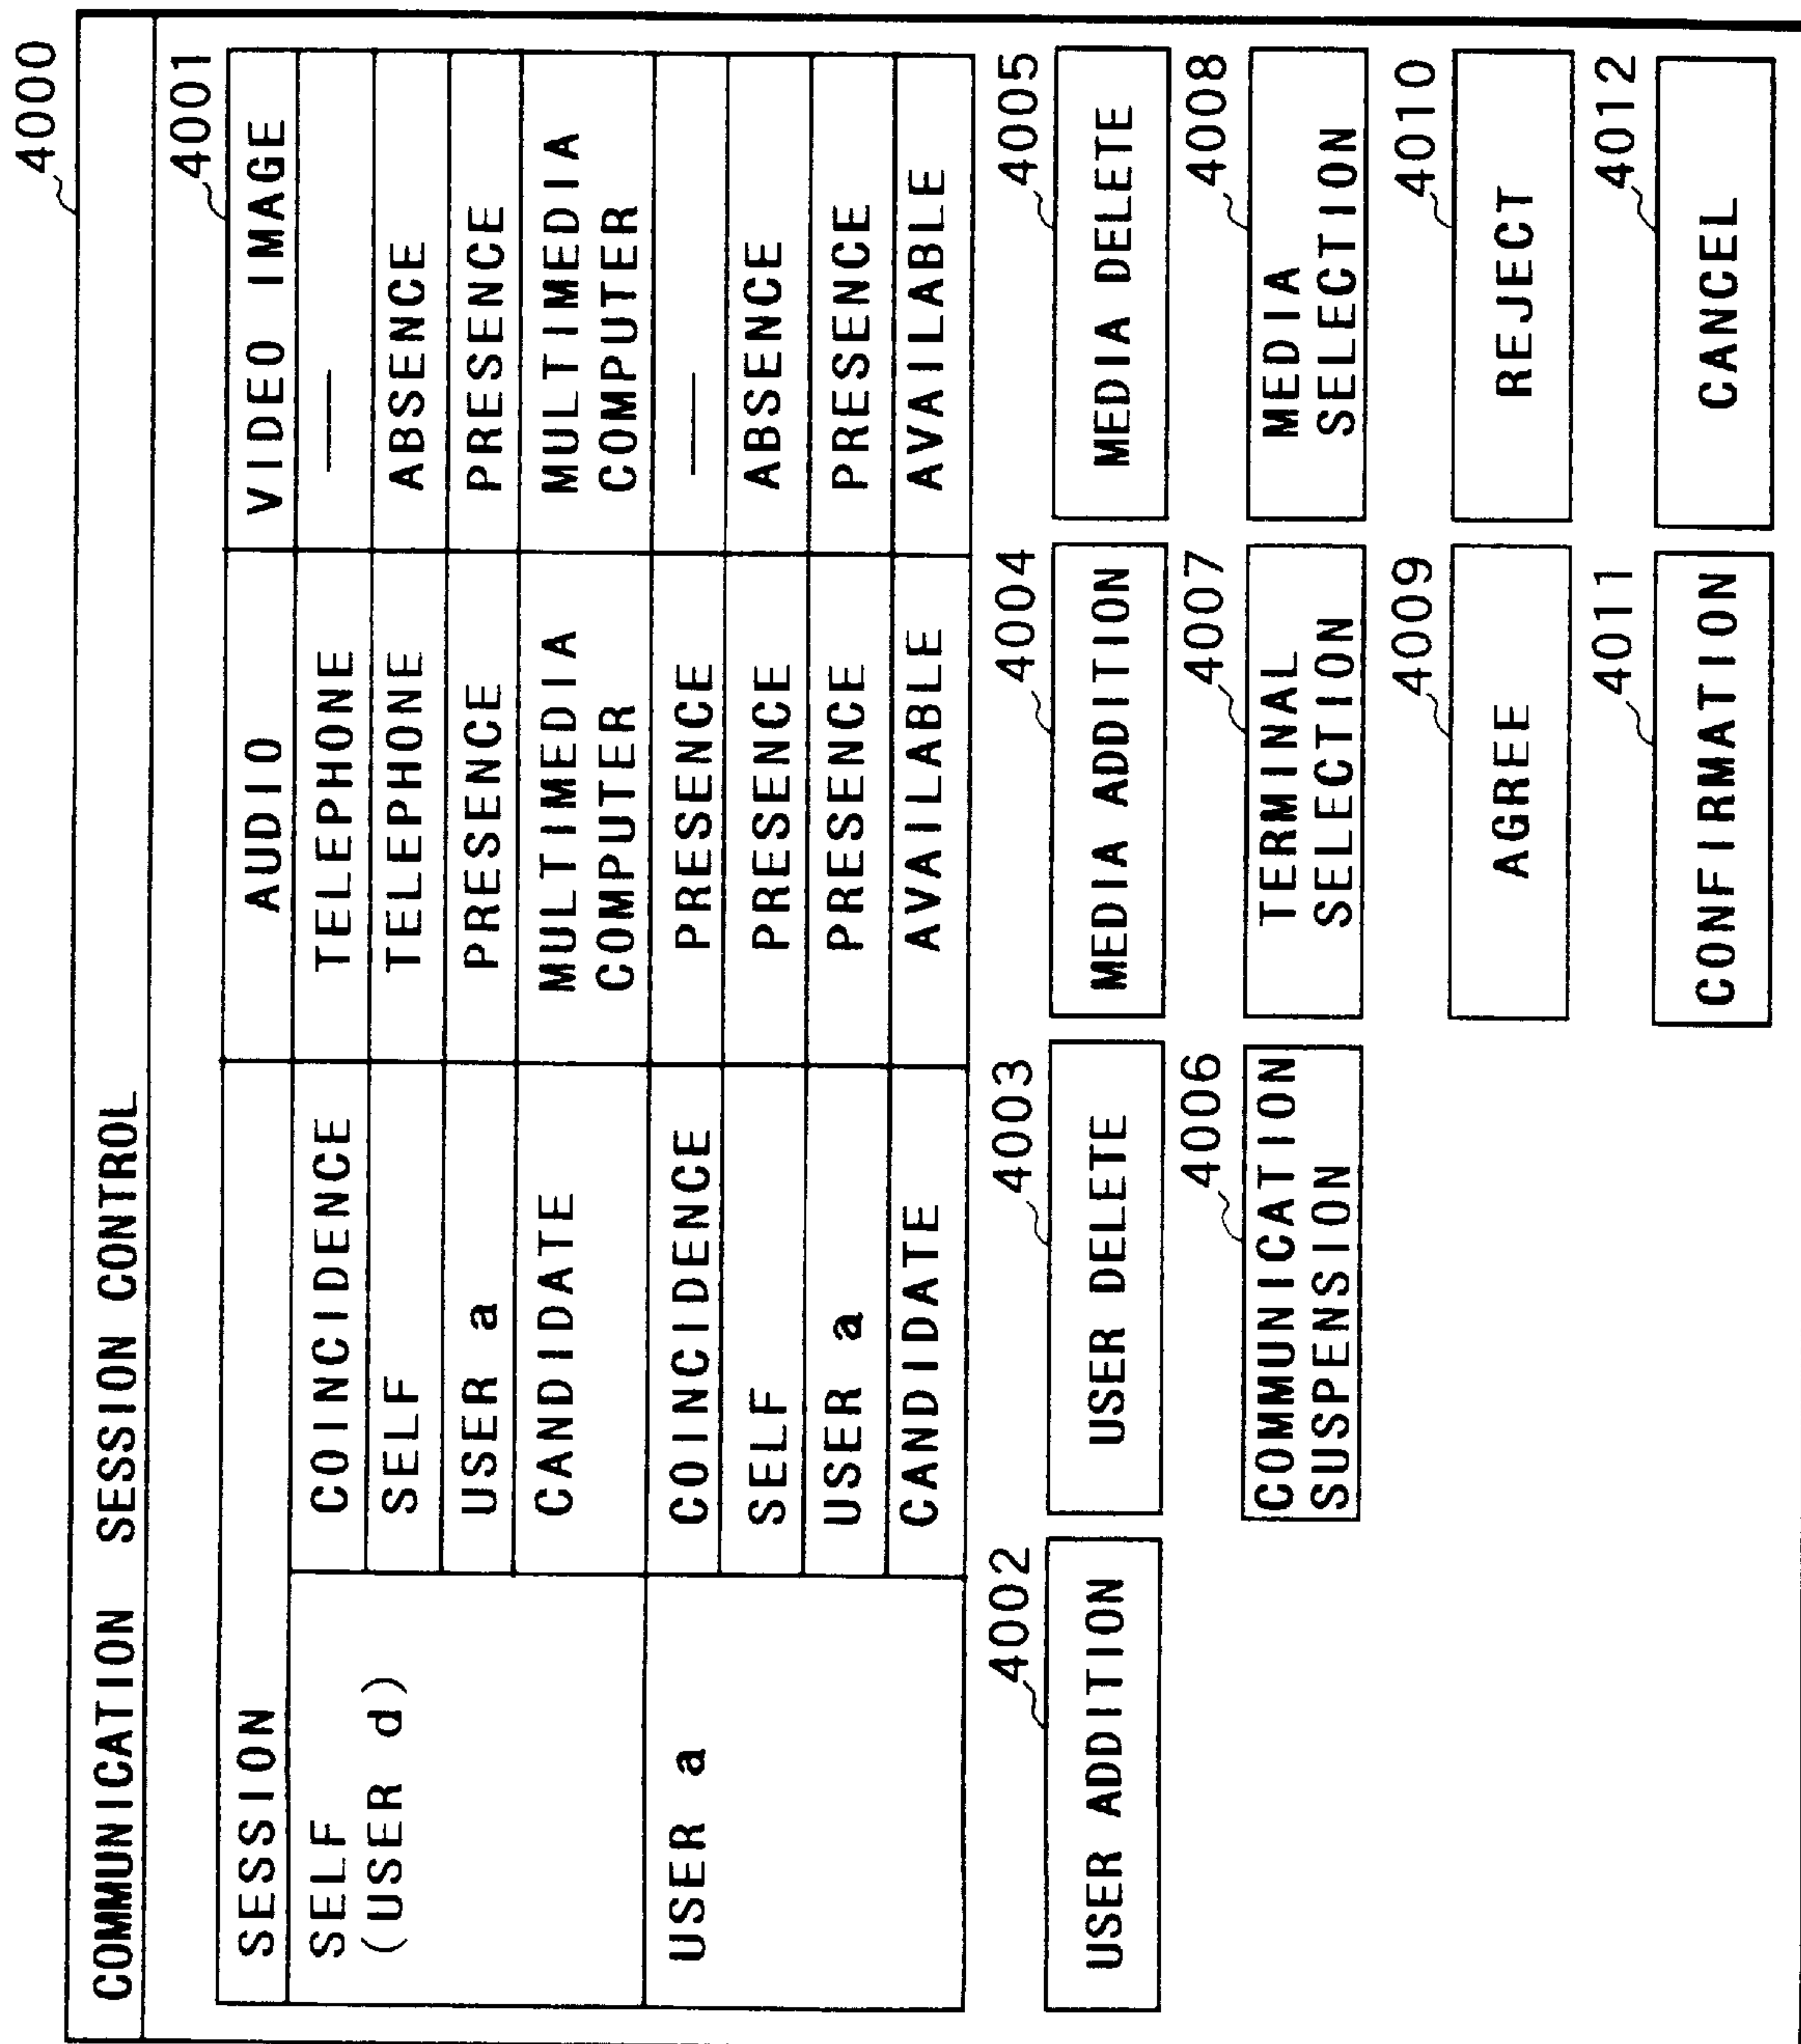 4000
COMMUNICATION SESSION CONTROL
4001
SESSION AUDIO VIDEO IMAGE
SELF (USER d) COINCIDENCE TELEPHONE —
SELF TELEPHONE ABSENCE
USER a PRESENCE PRESENCE
CANDIDATE MULTIMEDIA COMPUTER MULTIMEDIA COMPUTER
USER a COINCIDENCE PRESENCE —
SELF PRESENCE ABSENCE
USER a PRESENCE PRESENCE
CANDIDATE AVAILABLE AVAILABLE
4002 4003 4004 4005
USER ADDITION USER DELETE MEDIA ADDITION MEDIA DELETE
4006 4007 4008
COMMUNICATION SUSPENSION TERMINAL SELECTION MEDIA SELECTION
4009 4010
AGREE REJECT
4011 4012
CONFIRMATION CANCEL